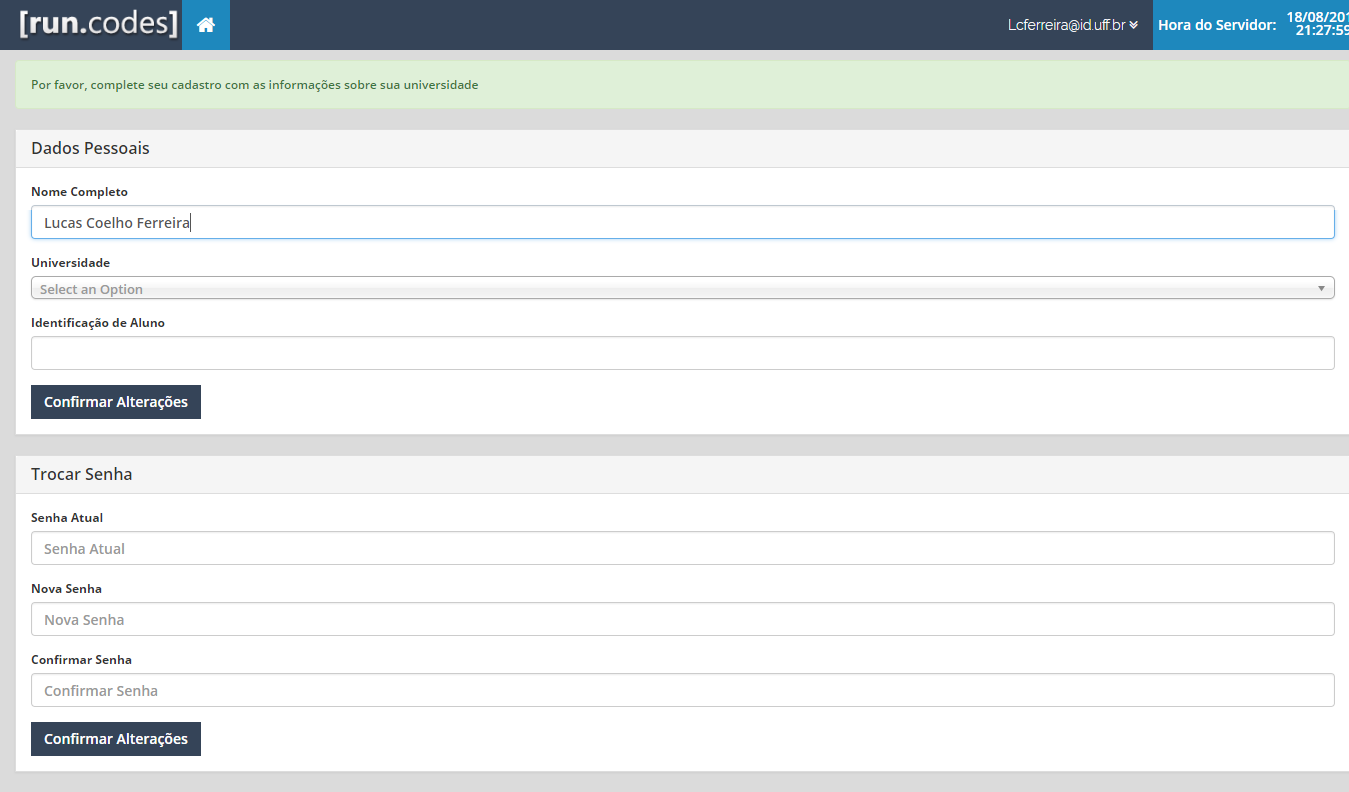 [run.codes]
Lcferreira@id.uff.br
Hora do Servidor:
18/08/201
21:27:59
Por favor, complete seu cadastro com as informações sobre sua universidade
Dados Pessoais
Nome Completo
Lucas Coelho Ferreira
Universidade
Select an Option
Identificação de Aluno
Confirmar Alterações
Trocar Senha
Senha Atual
Senha Atual
Nova Senha
Nova Senha
Confirmar Senha
Confirmar Senha
Confirmar Alterações